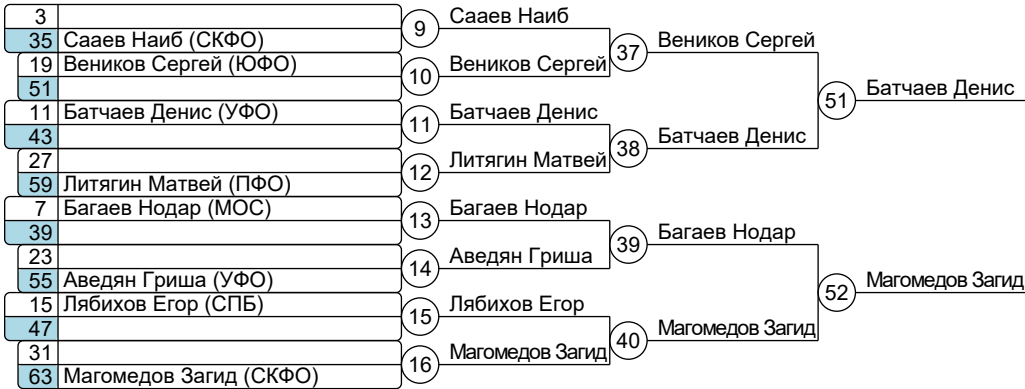 3
35 Сааев Наиб (СКФО)
19 Веников Сергей (ЮФО)
51
11 Батчаев Денис (УФО)
43
27
59 Литягин Матвей (ПФО)
7 Багаев Нодар (МОС)
39
23
55 Аведян Гриша (УФО)
15 Лябихов Егор (СПБ)
47
31
63 Магомедов Загид (СКФО)
9 Сааев Наиб
10 Веников Сергей
11 Батчаев Денис
12 Литягин Матвей
13 Багаев Нодар
14 Аведян Гриша
15 Лябихов Егор
16 Магомедов Загид
37 Веников Сергей
38 Батчаев Денис
39 Багаев Нодар
40 Магомедов Загид
51 Батчаев Денис
52 Магомедов Загид